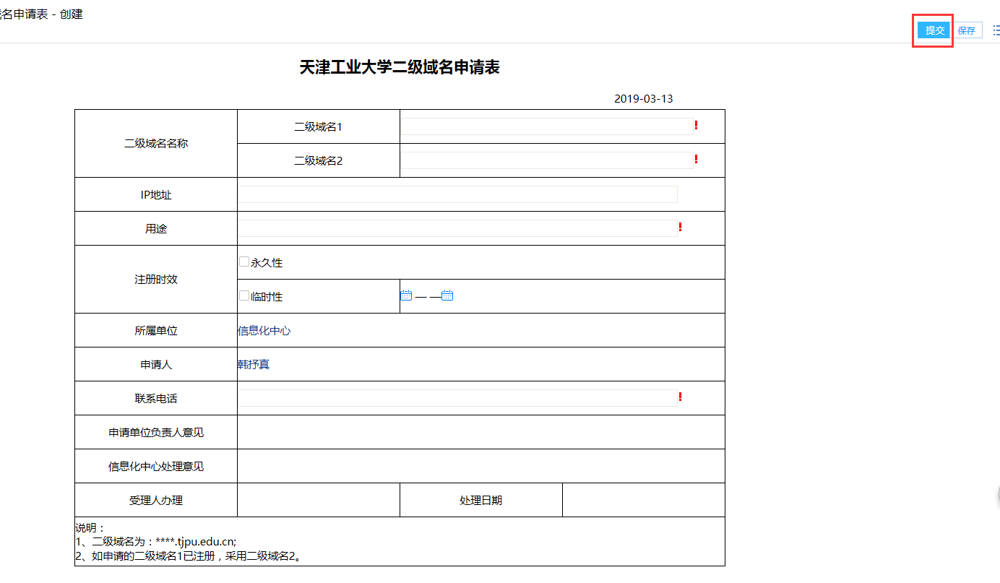 名申请表 - 创建
提交
保存
天津工业大学二级域名申请表
2019-03-13
二级域名名称
二级域名1
!
二级域名2
!
IP地址
用途
!
注册时效
永久性
临时性
— —
所属单位
信息化中心
申请人
韩抒真
联系电话
!
申请单位负责人意见
信息化中心处理意见
受理人办理
处理日期
说明：
1、二级域名为：****.tjpu.edu.cn;
2、如申请的二级域名1已注册，采用二级域名2。